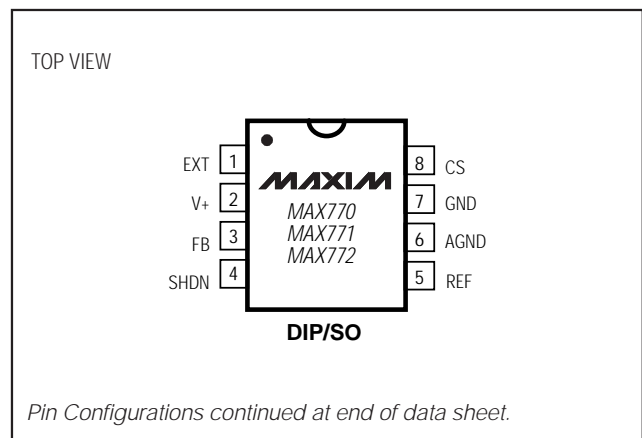 TOP VIEW
EXT 1
V+ 2
FB 3
SHDN 4
MAXIM
MAX770
MAX771
MAX772
8 CS
7 GND
6 AGND
5 REF
DIP/SO
Pin Configurations continued at end of data sheet.